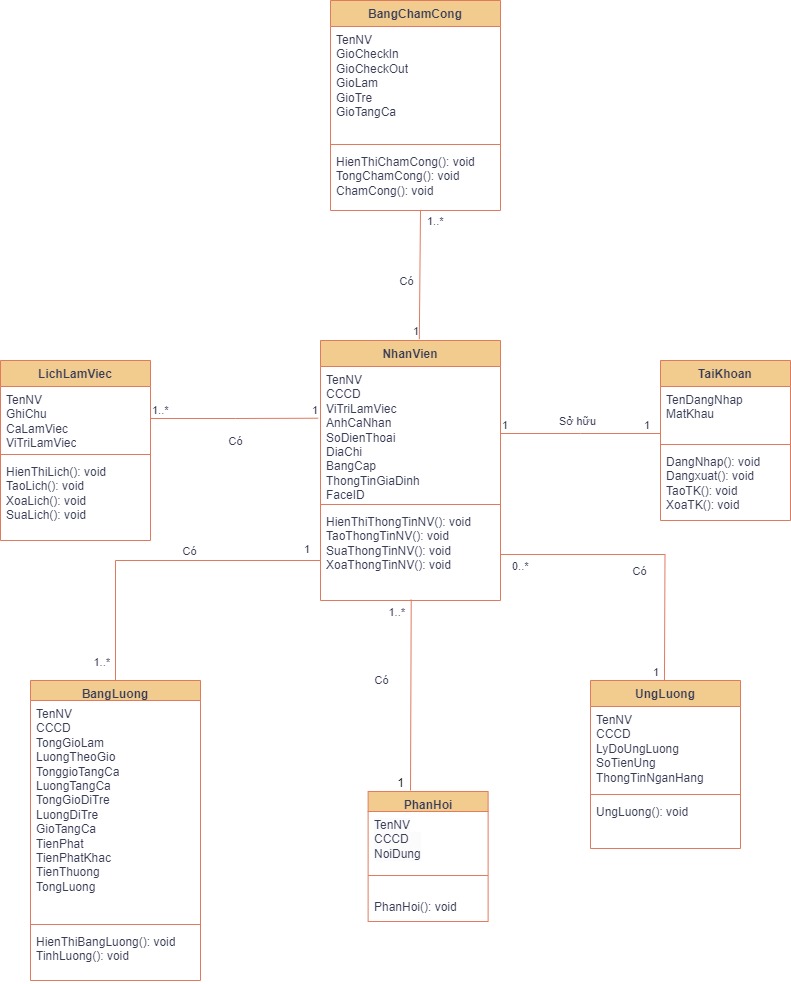 BangChamCong
TenNV
GioCheckIn
GioCheckOut
GioLam
GioTre
GioTangCa
HienThiChamCong(): void
TongChamCong(): void
ChamCong(): void
1..*
Có
1
NhanVien
TenNV
CCCD
ViTriLamViec
AnhCaNhan
SoDienThoai
DiaChi
BangCap
ThongTinGiaDinh
FaceID
HienThiThongTinNV(): void
TaoThongTinNV(): void
SuaThongTinNV(): void
XoaThongTinNV(): void
LichLamViec
TenNV
GhiChu
CaLamViec
ViTriLamViec
HienThiLich(): void
TaoLich(): void
XoaLich(): void
SuaLich(): void
1..*
1
Có
TaiKhoan
TenDangNhap
MatKhau
DangNhap(): void
Dangxuat(): void
TaoTK(): void
XoaTK(): void
1
Sở hữu
1
Có
1
1..*
BangLuong
TenNV
CCCD
TongGioLam
LuongTheoGio
TonggioTangCa
LuongTangCa
TongGioDiTre
LuongDiTre
GioTangCa
TienPhat
TienPhatKhac
TienThuong
TongLuong
HienThiBangLuong(): void
TinhLuong(): void
1..*
Có
1
PhanHoi
TenNV
CCCD
NoiDung
PhanHoi(): void
0..*
Có
1
UngLuong
TenNV
CCCD
LyDoUngLuong
SoTienUng
ThongTinNganHang
UngLuong(): void